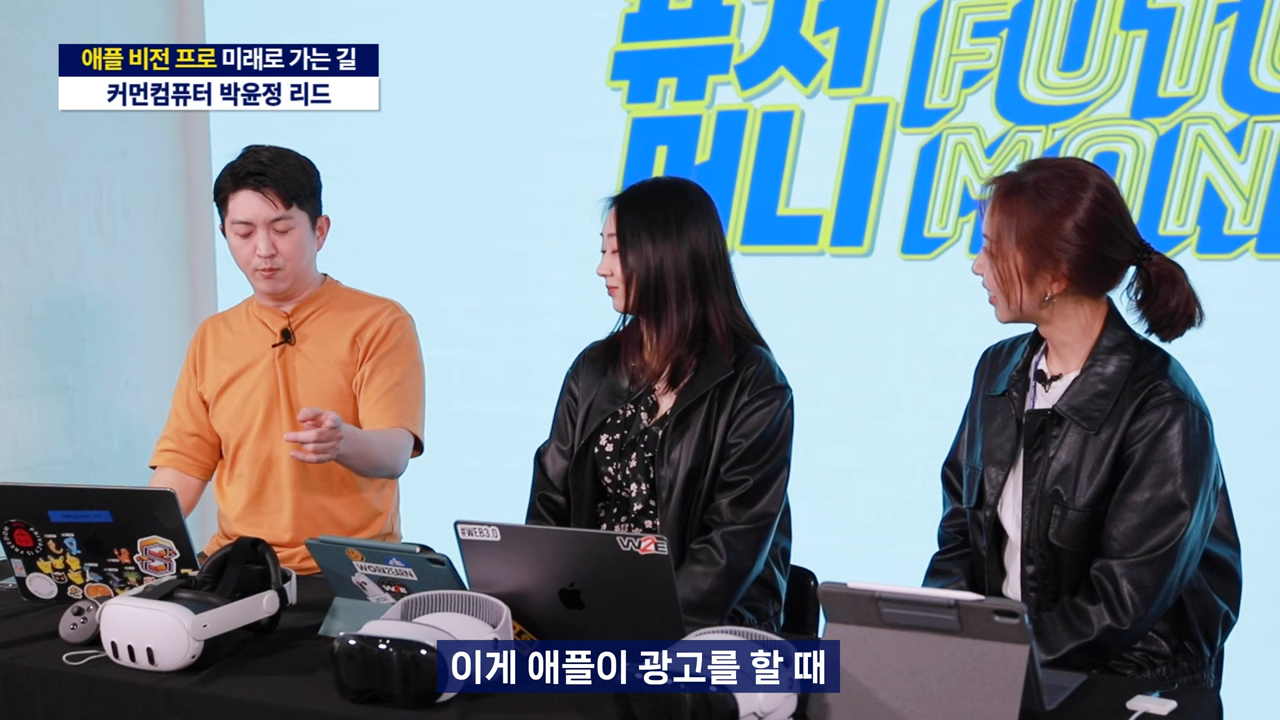 애플 비전 프로 미래로 가는 길
커먼컴퓨터 박윤정 리드
퓨처
머니
FUTU
MON
#WEB3.0
W2E
이게 애플이 광고를 할 때